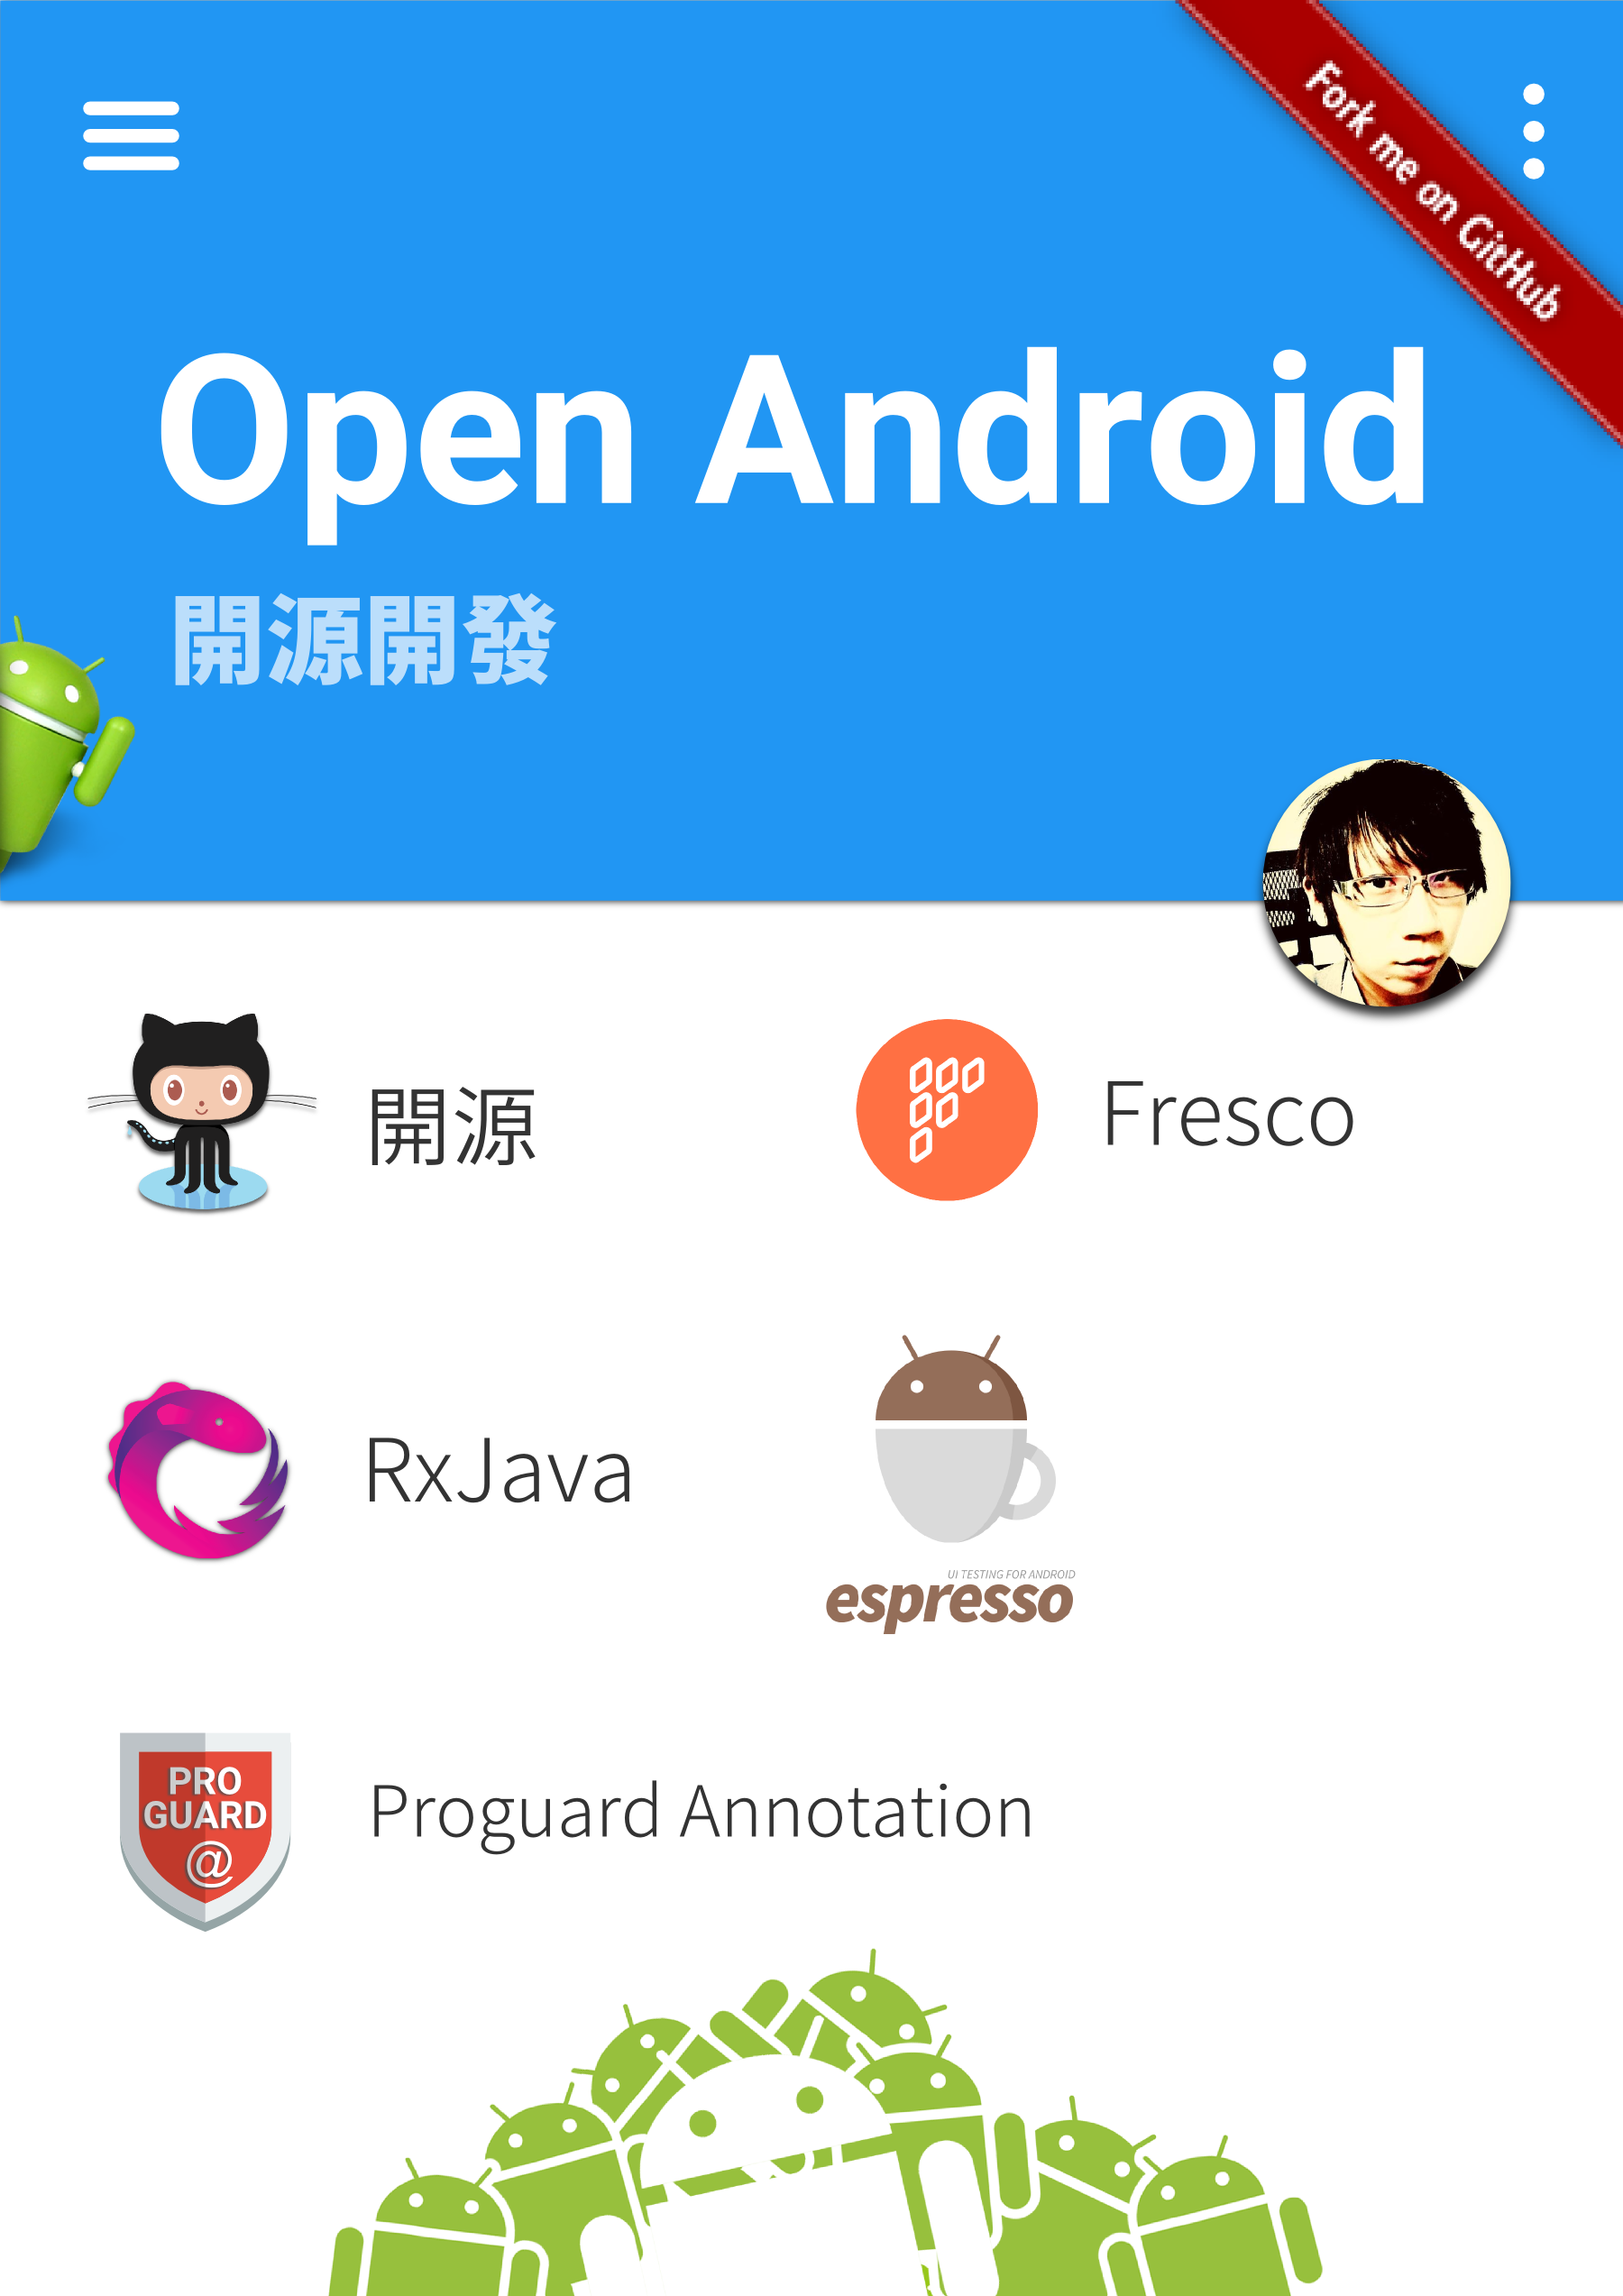 Fork me on GitHub
Open Android
開源開發
開源
Fresco
RxJava
UI TESTING FOR ANDROID
espresso
PRO
GUARD
@
Proguard Annotation